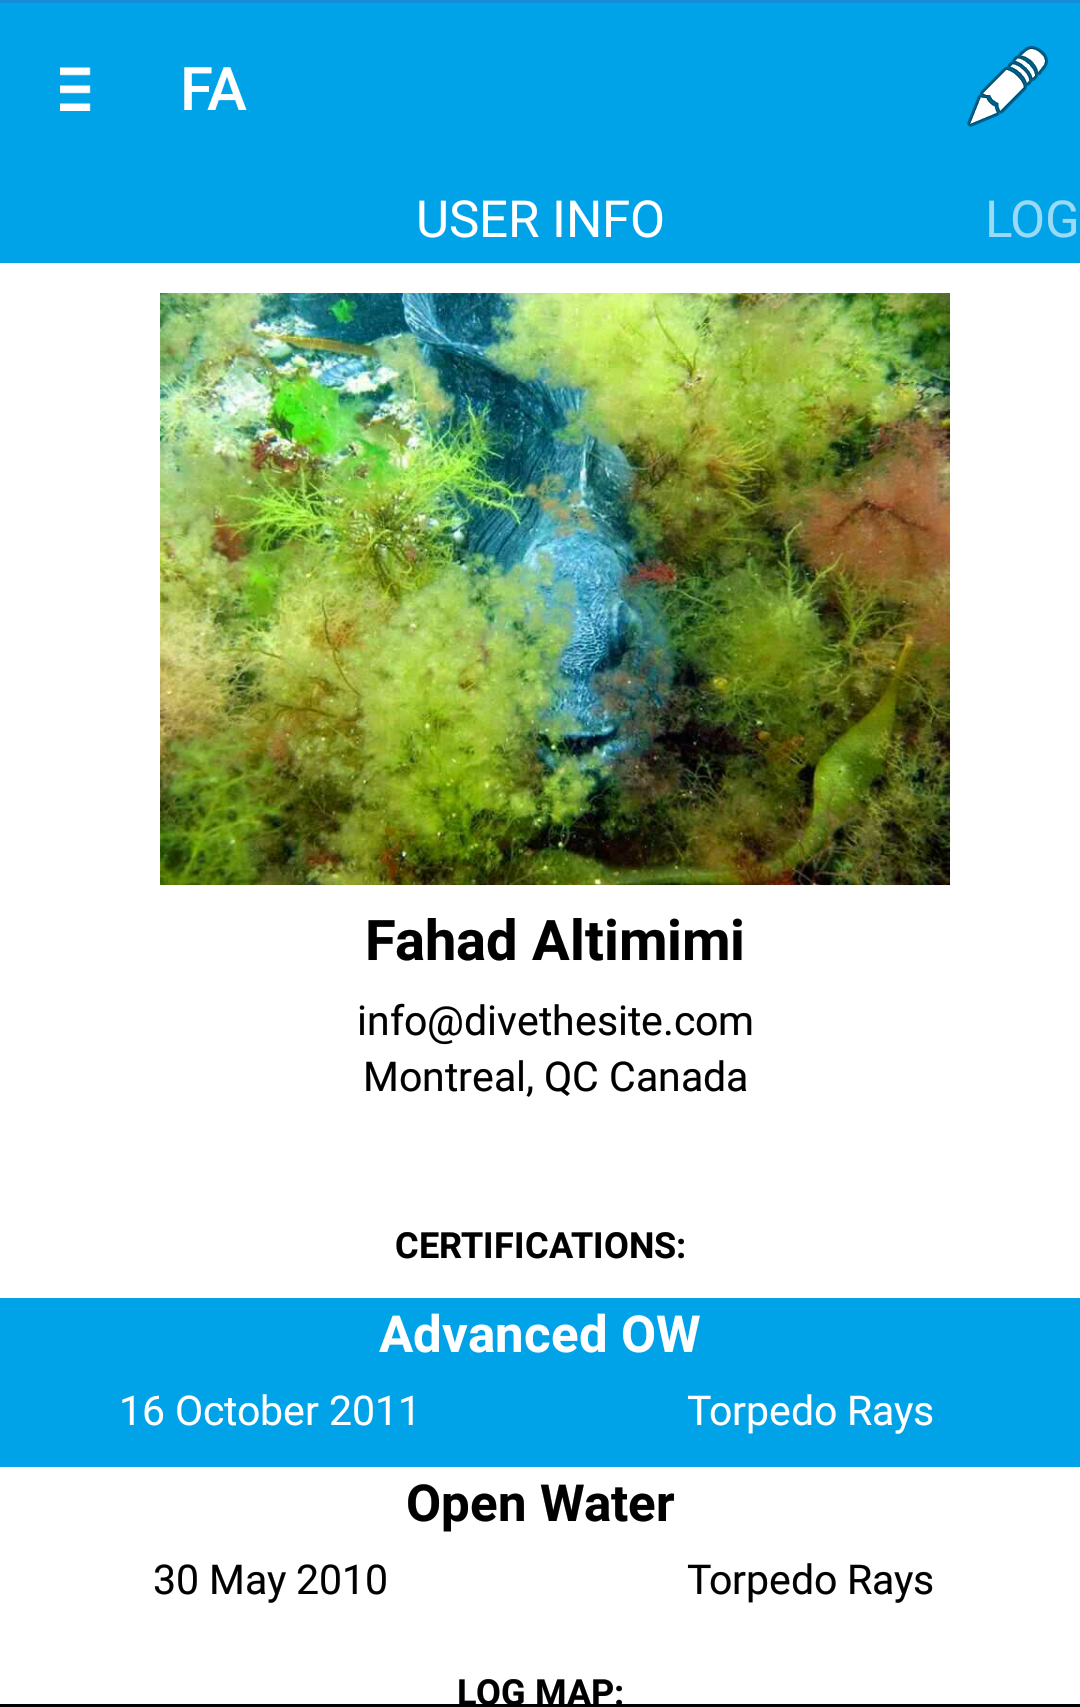 FA
USER INFO
LOG
Fahad Altimimi
info@divethesite.com
Montreal, QC Canada
CERTIFICATIONS:
Advanced OW
16 October 2011 Torpedo Rays
Open Water
30 May 2010 Torpedo Rays
LOG MAP: